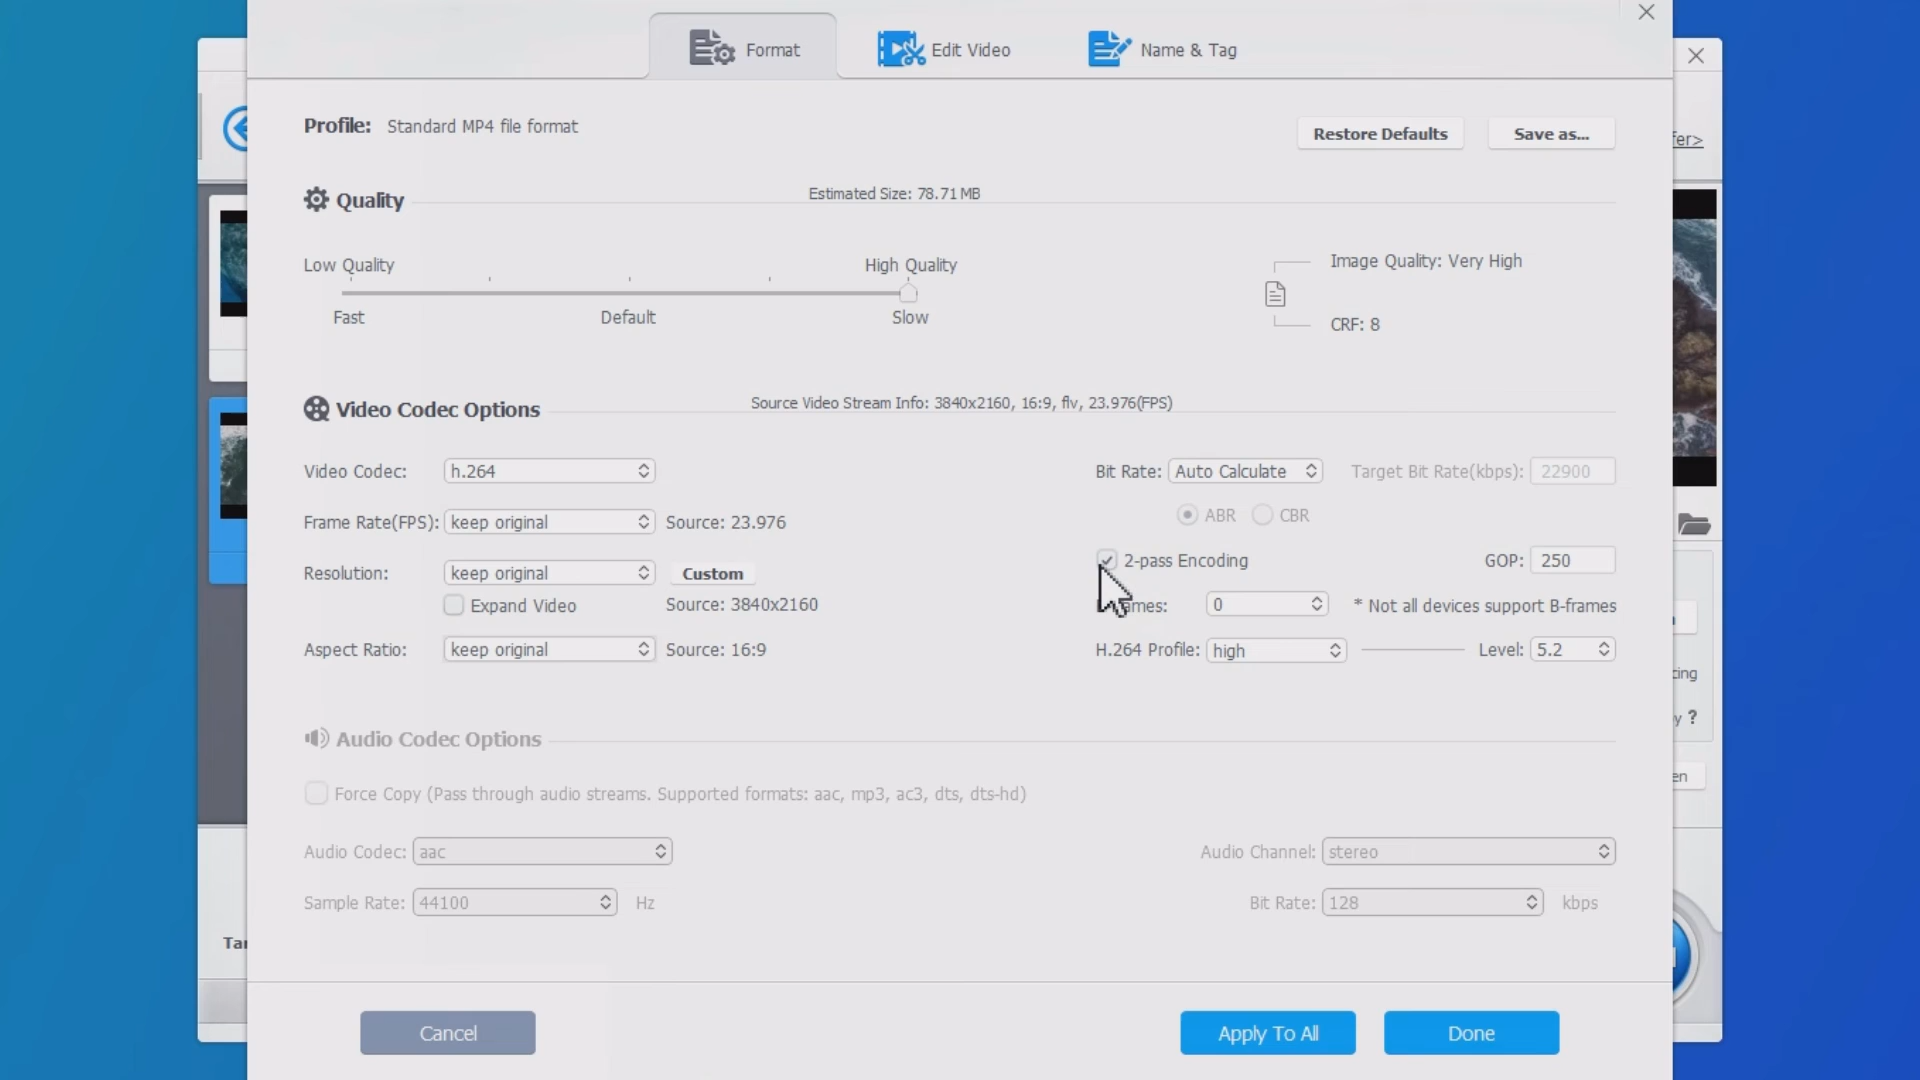 Format
Edit Video
Name & Tag
Profile: Standard MP4 file format
Restore Defaults
Save as...
fer>
Quality
Estimated Size: 78.71 MB
Low Quality
High Quality
Fast
Default
Slow
Image Quality: Very High
CRF: 8
Video Codec Options
Source Video Stream Info: 3840x2160, 16:9, flv, 23.976(FPS)
Video Codec: h.264
Bit Rate: Auto Calculate
Target Bit Rate(kbps): 22900
ABR
CBR
Frame Rate(FPS): keep original
Source: 23.976
2-pass Encoding
GOP: 250
Resolution: keep original
Custom
Expand Video
Source: 3840x2160
ames: 0
* Not all devices support B-frames
Aspect Ratio: keep original
Source: 16:9
H.264 Profile: high
Level: 5.2
cing
y ?
Audio Codec Options
en
Force Copy (Pass through audio streams. Supported formats: aac, mp3, ac3, dts, dts-hd)
Audio Codec: aac
Audio Channel: stereo
Sample Rate: 44100 Hz
Bit Rate: 128 kbps
Tar
Cancel
Apply To All
Done